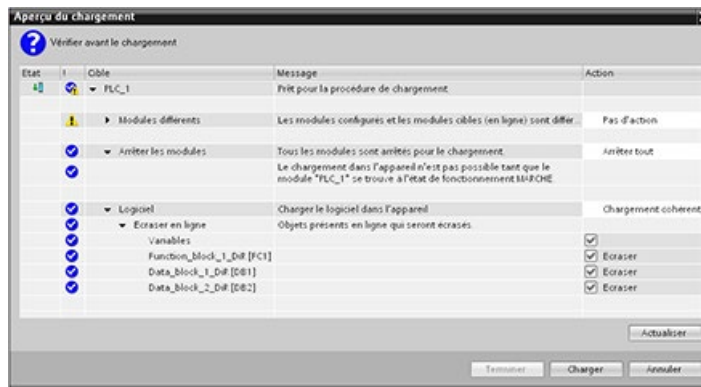 Aperçu du chargement
Vérifier avant le chargement
Etat ! Cible Message Action
PLC_1 Prêt pour la procédure de chargement.
Modules différents Les modules configurés et les modules cibles (en ligne) sont différ... Pas d'action
Arrêter les modules Tous les modules sont arrêtés pour le chargement. Arrêter tout
Le chargement dans l'appareil n'est pas possible tant que le
module "PLC_1" se trouve à l'état de fonctionnement MARCHE.
Logiciel Charger le logiciel dans l'appareil Chargement cohérent
Ecraser en ligne Objets présents en ligne qui seront écrasés.
Variables
Function_block_1_DiR [FC1] Ecraser
Data_block_1_DiR [DB1] Ecraser
Data_block_2_DiR [DB2] Ecraser
Actualiser
Terminer Charger Annuler